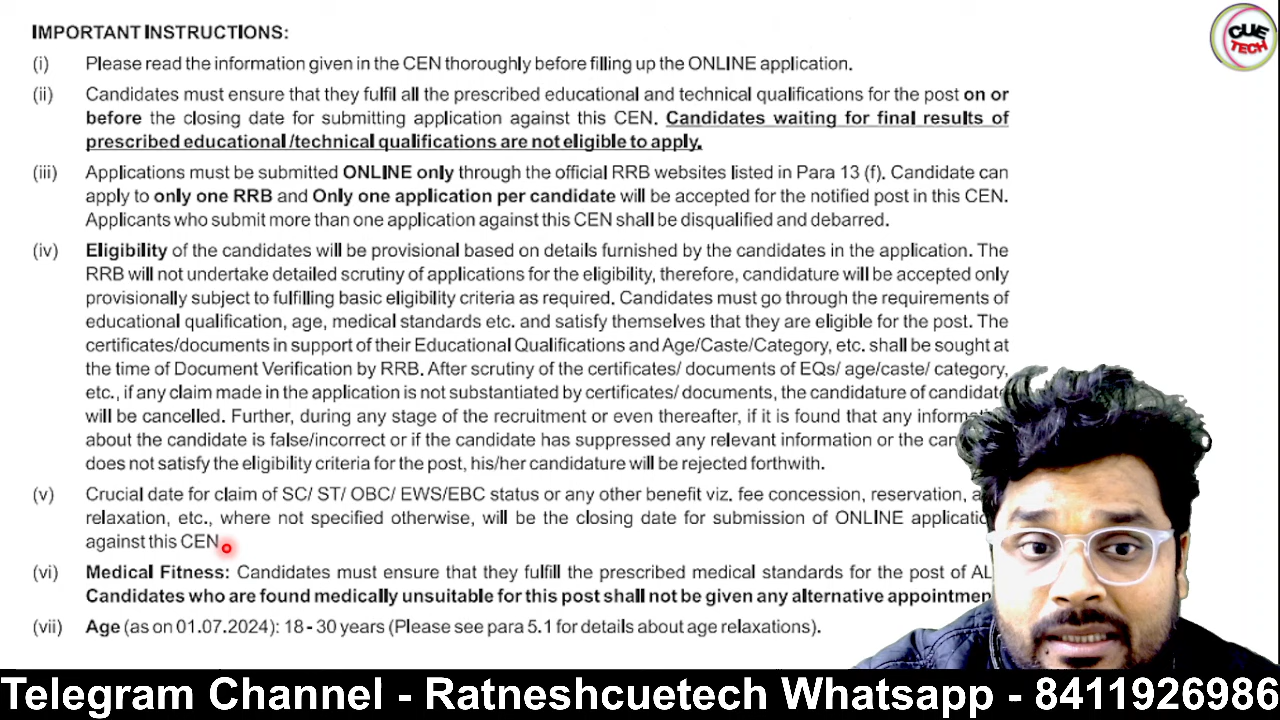 IMPORTANT INSTRUCTIONS:
CUE
TECH
(i) Please read the information given in the CEN thoroughly before filling up the ONLINE application.
(ii) Candidates must ensure that they fulfil all the prescribed educational and technical qualifications for the post on or
before the closing date for submitting application against this CEN. Candidates waiting for final results of
prescribed educational /technical qualifications are not eligible to apply.
(iii) Applications must be submitted ONLINE only through the official RRB websites listed in Para 13 (f). Candidate can
apply to only one RRB and Only one application per candidate will be accepted for the notified post in this CEN.
Applicants who submit more than one application against this CEN shall be disqualified and debarred.
(iv) Eligibility of the candidates will be provisional based on details furnished by the candidates in the application. The
RRB will not undertake detailed scrutiny of applications for the eligibility, therefore, candidature will be accepted only
provisionally subject to fulfilling basic eligibility criteria as required. Candidates must go through the requirements of
educational qualification, age, medical standards etc. and satisfy themselves that they are eligible for the post. The
certificates/documents in support of their Educational Qualifications and Age/Caste/Category, etc. shall be sought at
the time of Document Verification by RRB. After scrutiny of the certificates/ documents of EQs/ age/caste/ category,
etc., if any claim made in the application is not substantiated by certificates/ documents, the candidature of
will be cancelled. Further, during any stage of the recruitment or even thereafter, if it is found that any
about the candidate is false/incorrect or if the candidate has suppressed any relevant information or the
does not satisfy the eligibility criteria for the post, his/her candidature will be rejected forthwith.
(v) Crucial date for claim of SC/ ST/ OBC/ EWS/EBC status or any other benefit viz. fee concession, reservation,
relaxation, etc., where not specified otherwise, will be the closing date for submission of ONLINE
against this CEN.
(vi) Medical Fitness: Candidates must ensure that they fulfill the prescribed medical standards for the post of
Candidates who are found medically unsuitable for this post shall not be given any alternative
(vii) Age (as on 01.07.2024): 18 - 30 years (Please see para 5.1 for details about age relaxations).
Telegram Channel - Ratneshcuetech Whatsapp - 8411926986